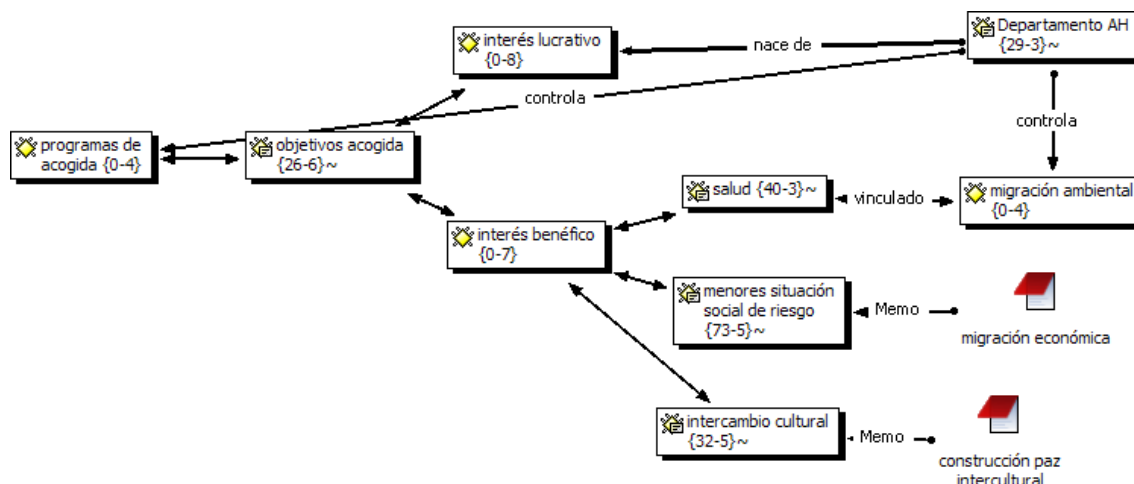 interés lucrativo
{0-8}
nace de
Departamento AH
{29-3}~
controla
controla
programas de
acogida {0-4}
objetivos acogida
{26-6}~
salud {40-3}~
vinculado
migración ambiental
{0-4}
interés benéfico
{0-7}
menores situación
social de riesgo
{73-5}~
Memo
migración económica
intercambio cultural
{32-5}~
Memo
construcción paz
intercultural